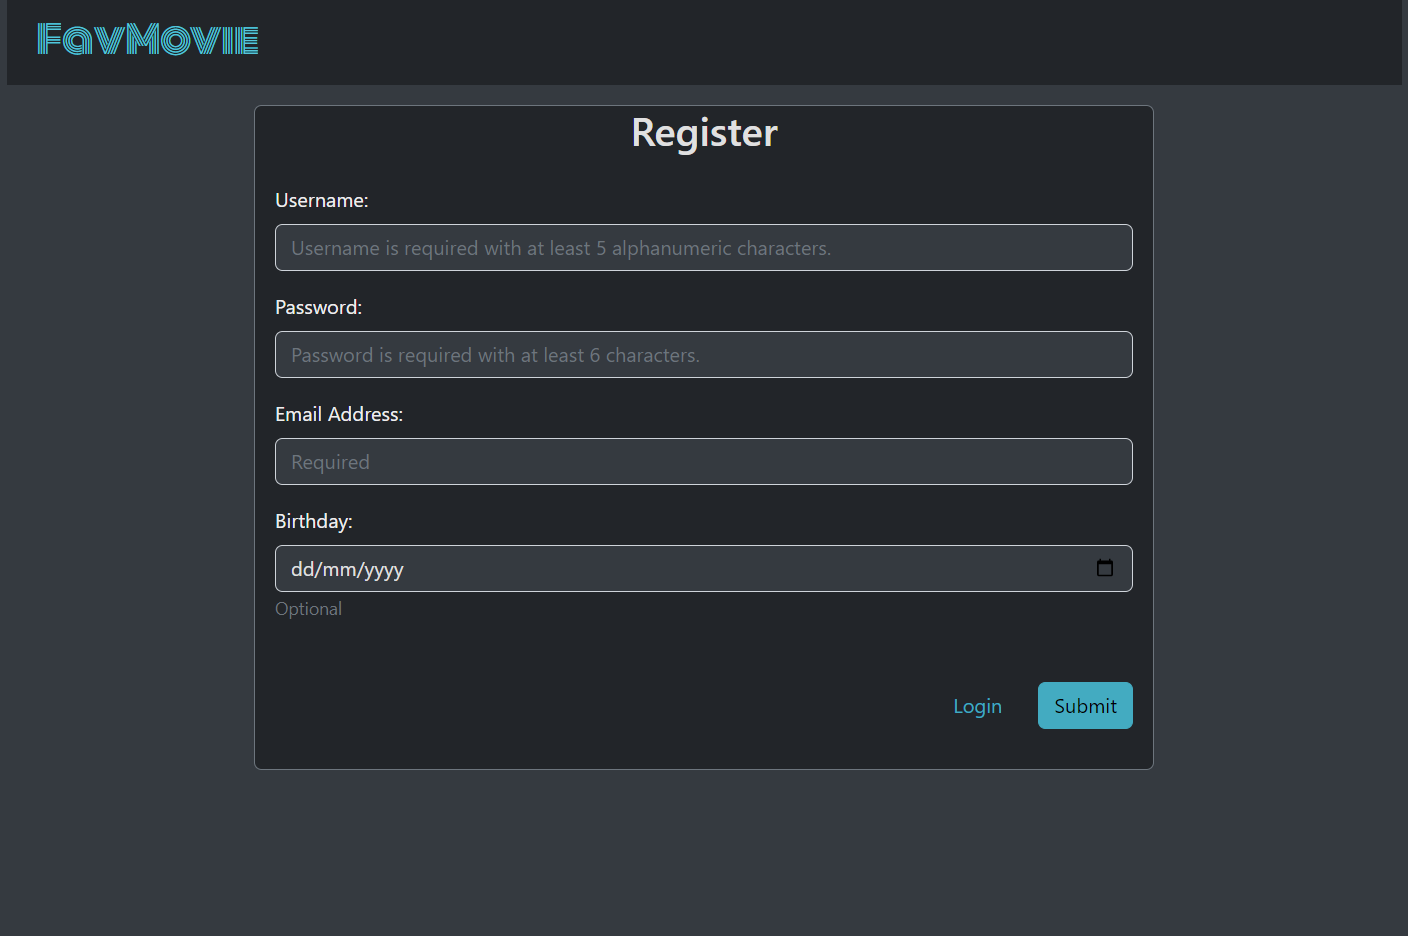 FavMovie
Register
Username:
Username is required with at least 5 alphanumeric characters.
Password:
Password is required with at least 6 characters.
Email Address:
Required
Birthday:
dd/mm/yyyy
Optional
Login
Submit